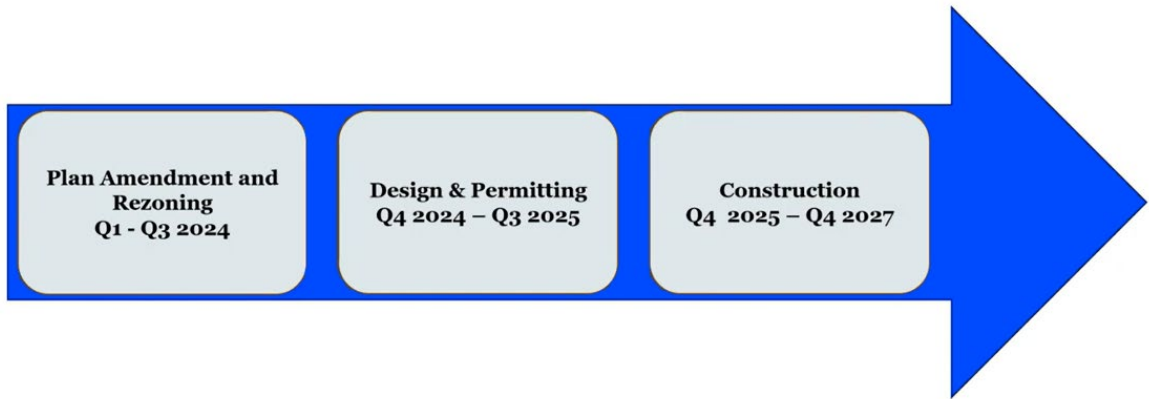 Plan Amendment and
Rezoning
Q1 - Q3 2024
Design & Permitting
Q4 2024 – Q3 2025
Construction
Q4  2025 – Q4 2027